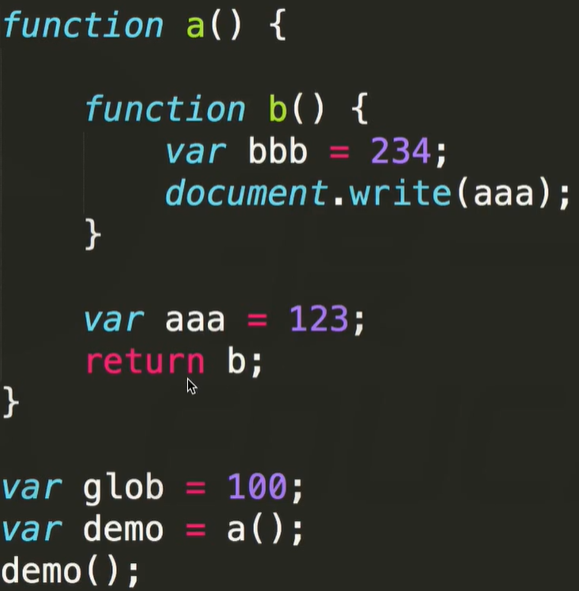 function a() {
function b() {
var bbb = 234;
document.write(aaa);
}
var aaa = 123;
return b;
}
var glob = 100;
var demo = a();
demo();